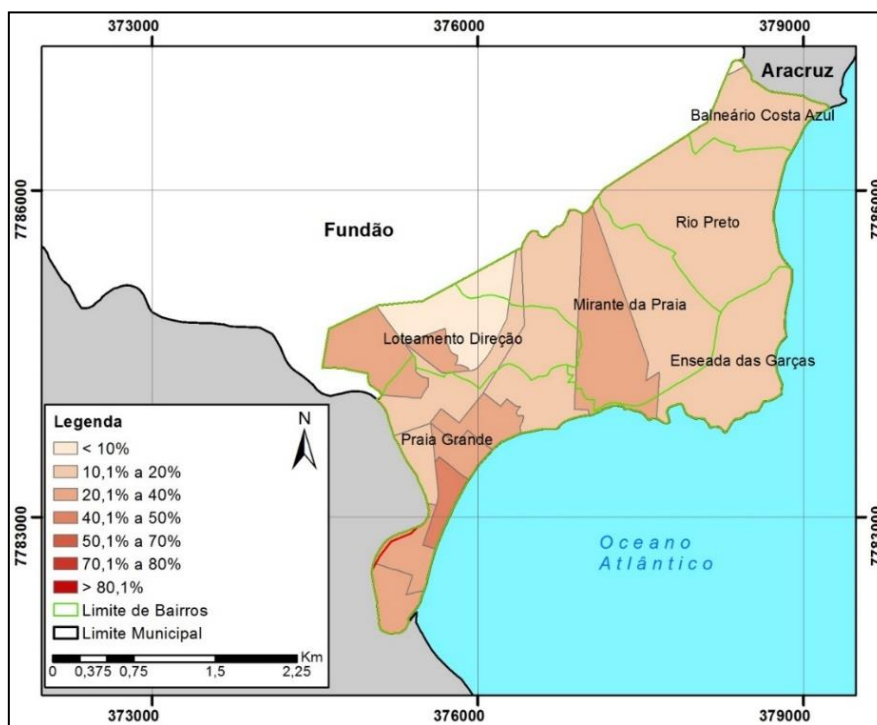 373000 376000 379000
Aracruz
Balneário Costa Azul
7786000 7786000
Rio Preto
Fundão
Mirante da Praia
Loteamento Direção
Enseada das Garças
Legenda
N
Praia Grande
< 10%
10,1% a 20%
20,1% a 40%
40,1% a 50%
50,1% a 70%
70,1% a 80%
> 80,1%
Limite de Bairros
Limite Municipal
7783000 7783000
Oceano
Atlântico
Km
0 0,375 0,75 1,5 2,25
373000 376000 379000